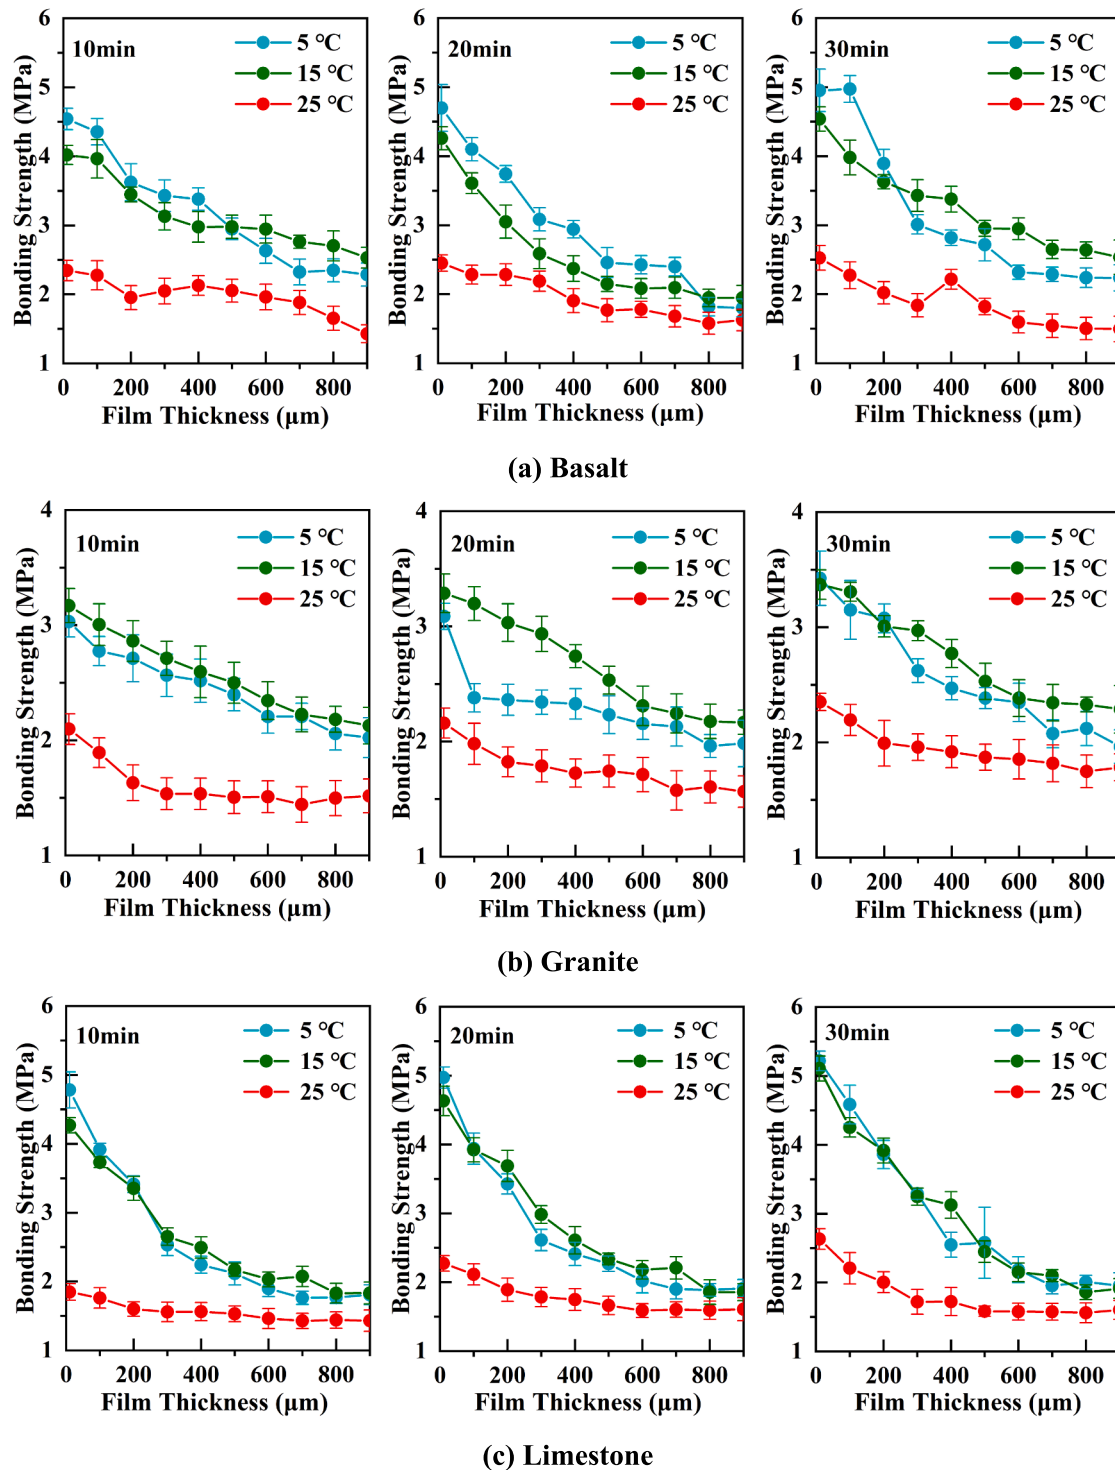 10min
5 ℃
15 ℃
25 ℃
Bonding Strength (MPa)
6
5
4
3
2
1
0 200 400 600 800
Film Thickness (μm)
20min
5 ℃
15 ℃
25 ℃
Bonding Strength (MPa)
6
5
4
3
2
1
0 200 400 600 800
Film Thickness (μm)
30min
5 ℃
15 ℃
25 ℃
Bonding Strength (MPa)
6
5
4
3
2
1
0 200 400 600 800
Film Thickness (μm)
(a) Basalt
10min
5 ℃
15 ℃
25 ℃
Bonding Strength (MPa)
4
3
2
1
0 200 400 600 800
Film Thickness (μm)
20min
5 ℃
15 ℃
25 ℃
Bonding Strength (MPa)
4
3
2
1
0 200 400 600 800
Film Thickness (μm)
30min
5 ℃
15 ℃
25 ℃
Bonding Strength (MPa)
4
3
2
1
0 200 400 600 800
Film Thickness (μm)
(b) Granite
10min
5 ℃
15 ℃
25 ℃
Bonding Strength (MPa)
6
5
4
3
2
1
0 200 400 600 800
Film Thickness (μm)
20min
5 ℃
15 ℃
25 ℃
Bonding Strength (MPa)
6
5
4
3
2
1
0 200 400 600 800
Film Thickness (μm)
30min
5 ℃
15 ℃
25 ℃
Bonding Strength (MPa)
6
5
4
3
2
1
0 200 400 600 800
Film Thickness (μm)
(c) Limestone